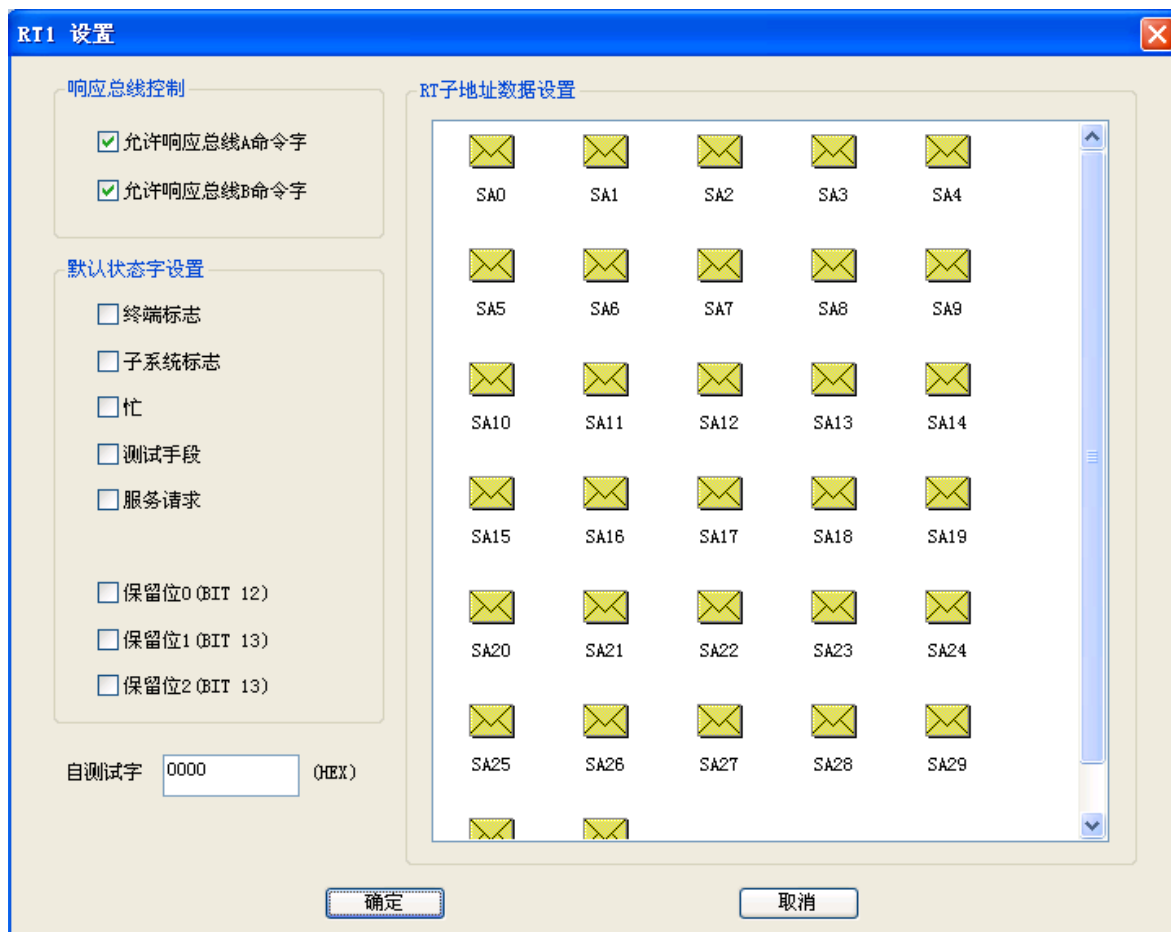 RT1 设置
响应总线控制
允许响应总线A命令字
允许响应总线B命令字
默认状态字设置
终端标志
子系统标志
忙
测试手段
服务请求
保留位0(BIT 12)
保留位1(BIT 13)
保留位2(BIT 13)
自测试字 0000 (HEX)
RT子地址数据设置
SA0 SA1 SA2 SA3 SA4
SA5 SA6 SA7 SA8 SA9
SA10 SA11 SA12 SA13 SA14
SA15 SA16 SA17 SA18 SA19
SA20 SA21 SA22 SA23 SA24
SA25 SA26 SA27 SA28 SA29
确定 取消